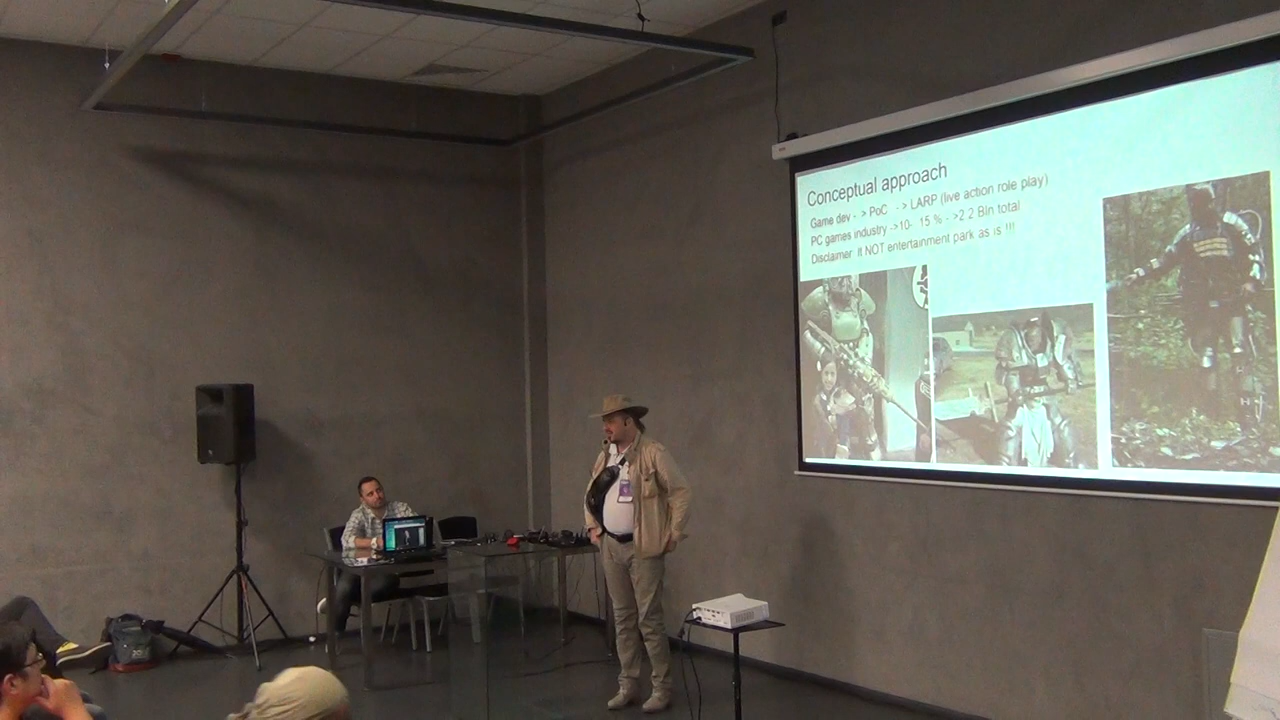 Conceptual approach
Game dev - > PoC - > LARP (live action role play)
PC games industry ->10- 15 % - >2.2 Bln total
Disclaimer It NOT entertainment park as is !!!